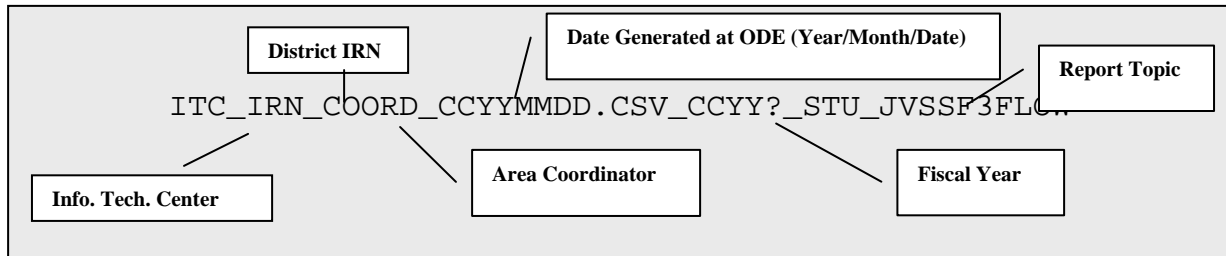 District IRN
Date Generated at ODE (Year/Month/Date)
Report Topic
ITC_IRN_COORD_CCYYMMDD.CSV_CCYY?_STU_JVSSF3FLOW
Info. Tech. Center
Area Coordinator
Fiscal Year